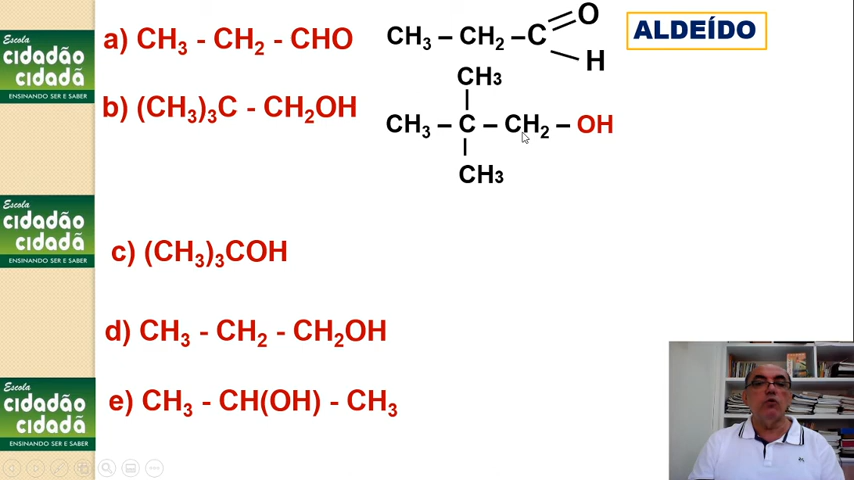 Escola
cidadão
cidadã
ENSINANDO SER E SABER
a) CH₃ - CH₂ - CHO
CH₃ – CH₂ – C
O
H
ALDEÍDO
b) (CH₃)₃C - CH₂OH
CH₃
CH₃ – C – CH₂ – OH
CH₃
Escola
cidadão
cidadã
ENSINANDO SER E SABER
c) (CH₃)₃COH
d) CH₃ - CH₂ - CH₂OH
Escola
cidadão
cidadã
ENSINANDO SER E SABER
e) CH₃ - CH(OH) - CH₃